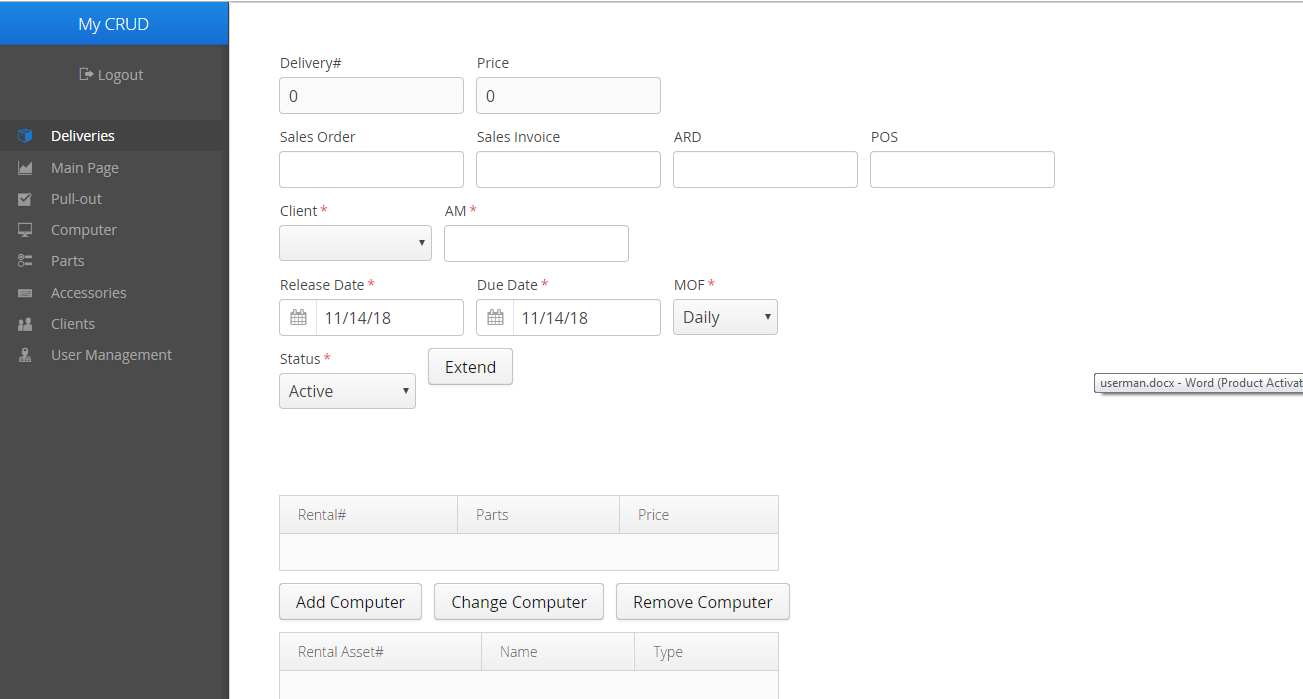 My CRUD
Logout
Deliveries
Main Page
Pull-out
Computer
Parts
Accessories
Clients
User Management
Delivery# Price
0 0
Sales Order Sales Invoice ARD POS
Client * AM *
Release Date * Due Date * MOF *
11/14/18 11/14/18 Daily
Status * Extend
Active
userman.docx - Word (Product Activat
Rental# Parts Price
Add Computer Change Computer Remove Computer
Rental Asset# Name Type